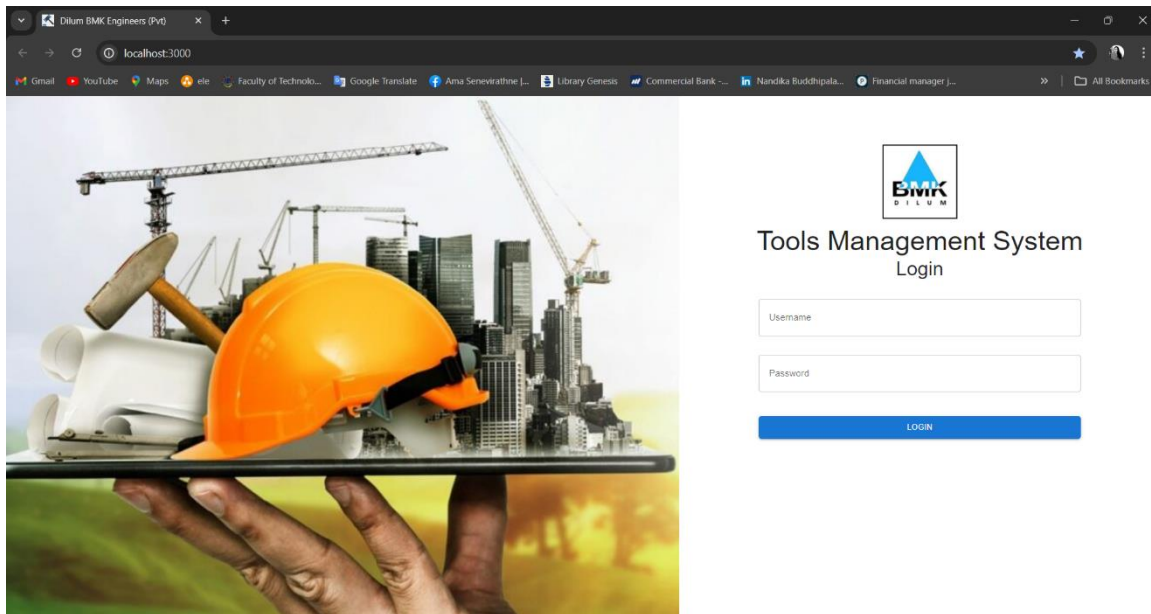 Dilum BMK Engineers (Pvt)
localhost:3000
Gmail YouTube Maps ele Faculty of Technolo... Google Translate Ama Senevirathne |... Library Genesis Commercial Bank -... Nandika Buddhipala... Financial manager j... » All Bookmarks
BMK
DILUM
Tools Management System
Login
Username
Password
LOGIN